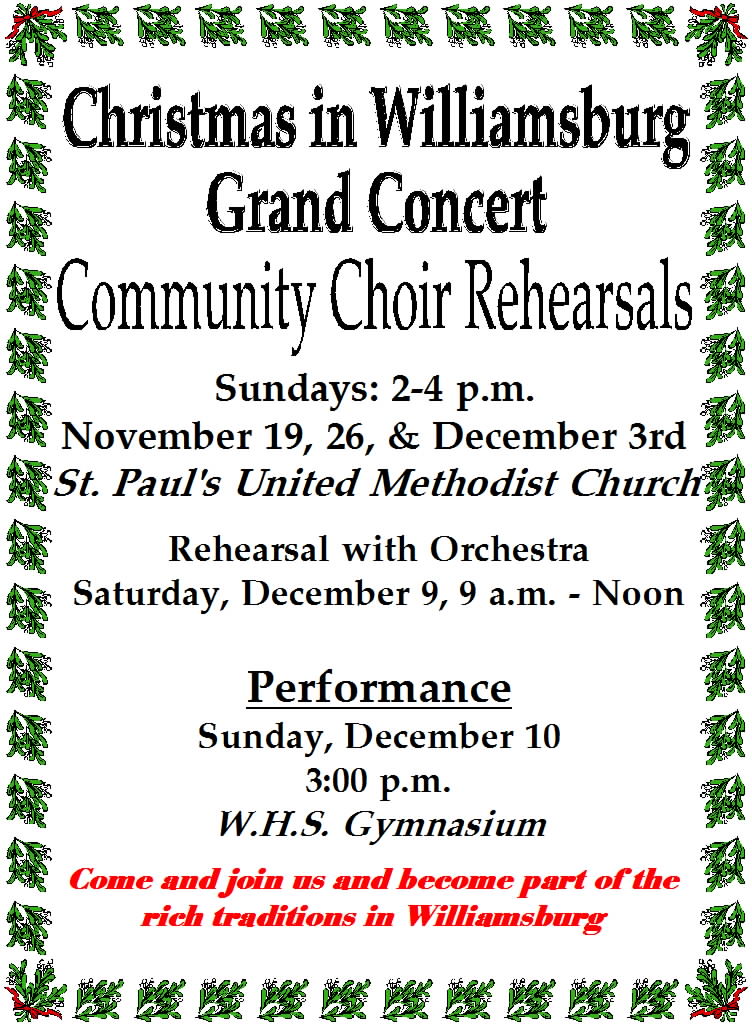 Christmas in Williamsburg
Grand Concert
Community Choir Rehearsals
Sundays: 2-4 p.m.
November 19, 26, & December 3rd
St. Paul's United Methodist Church
Rehearsal with Orchestra
Saturday, December 9, 9 a.m. - Noon
Performance
Sunday, December 10
3:00 p.m.
W.H.S. Gymnasium
Come and join us and become part of the
rich traditions in Williamsburg